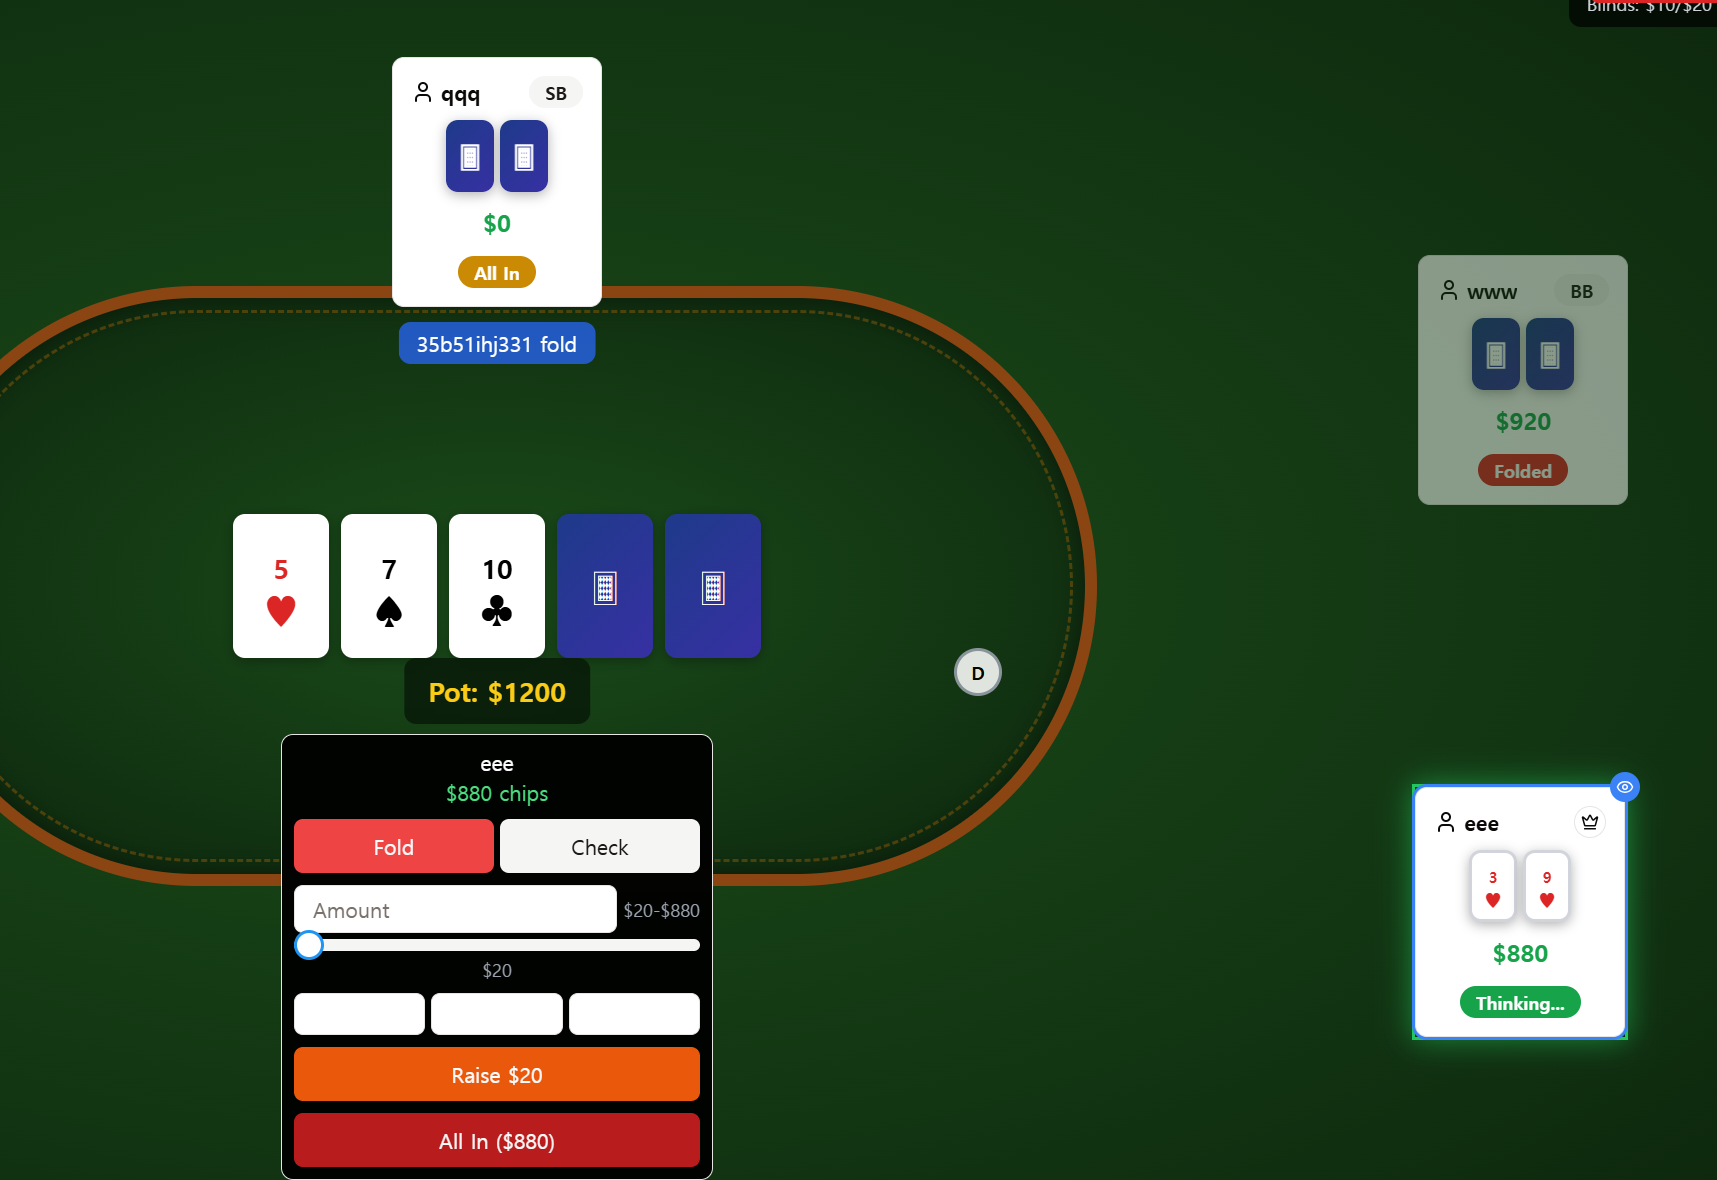 Blinds: $10/$20
qqq SB
$0
All In
35b51ihj331 fold
www BB
$920
Folded
5 7 10
Pot: $1200
D
eee
$880 chips
Fold Check
Amount $20-$880
$20
Raise $20
All In ($880)
eee
3 9
$880
Thinking...